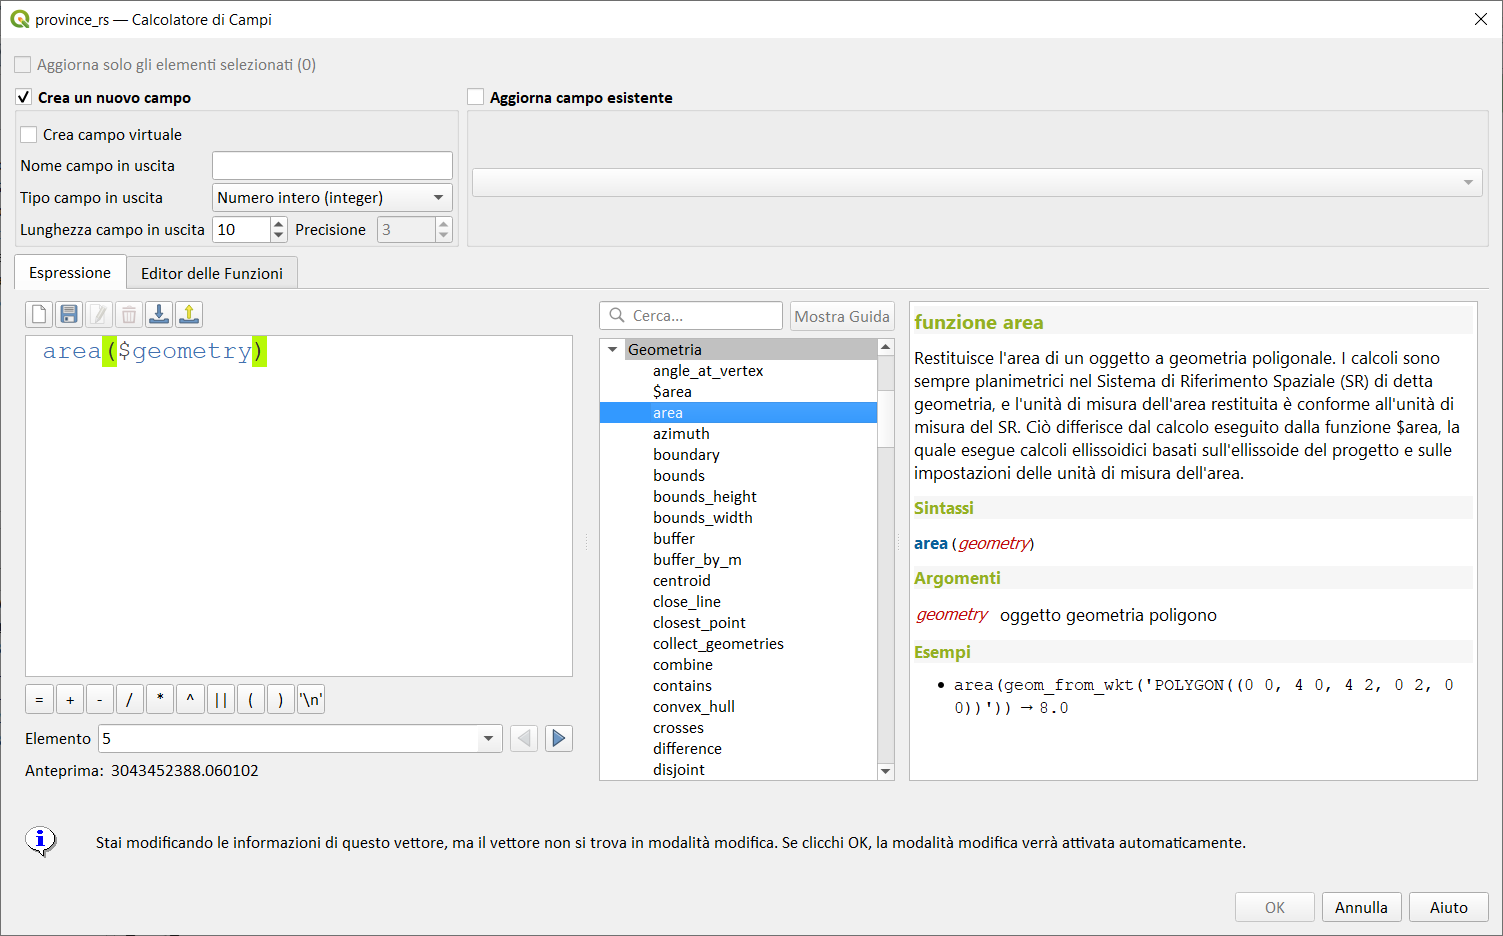 province_rs — Calcolatore di Campi
Aggiorna solo gli elementi selezionati (0)
Crea un nuovo campo
Aggiorna campo esistente
Crea campo virtuale
Nome campo in uscita
Tipo campo in uscita
Numero intero (integer)
Lunghezza campo in uscita
10
Precisione
3
Espressione
Editor delle Funzioni
area($geometry)
= + - / * ^ || ( ) '\n'
Elemento
5
Anteprima: 3043452388.060102
Cerca...
Mostra Guida
Geometria
angle_at_vertex
$area
area
azimuth
boundary
bounds
bounds_height
bounds_width
buffer
buffer_by_m
centroid
close_line
closest_point
collect_geometries
combine
contains
convex_hull
crosses
difference
disjoint
funzione area
Restituisce l'area di un oggetto a geometria poligonale. I calcoli sono
sempre planimetrici nel Sistema di Riferimento Spaziale (SR) di detta
geometria, e l'unità di misura dell'area restituita è conforme all'unità di
misura del SR. Ciò differisce dal calcolo eseguito dalla funzione $area, la
quale esegue calcoli ellissoidici basati sull'ellissoide del progetto e sulle
impostazioni delle unità di misura dell'area.
Sintassi
area (geometry)
Argomenti
geometry oggetto geometria poligono
Esempi
• area(geom_from_wkt('POLYGON((0 0, 4 0, 4 2, 0 2, 0
0))')) → 8.0
Stai modificando le informazioni di questo vettore, ma il vettore non si trova in modalità modifica. Se clicchi OK, la modalità modifica verrà attivata automaticamente.
OK
Annulla
Aiuto